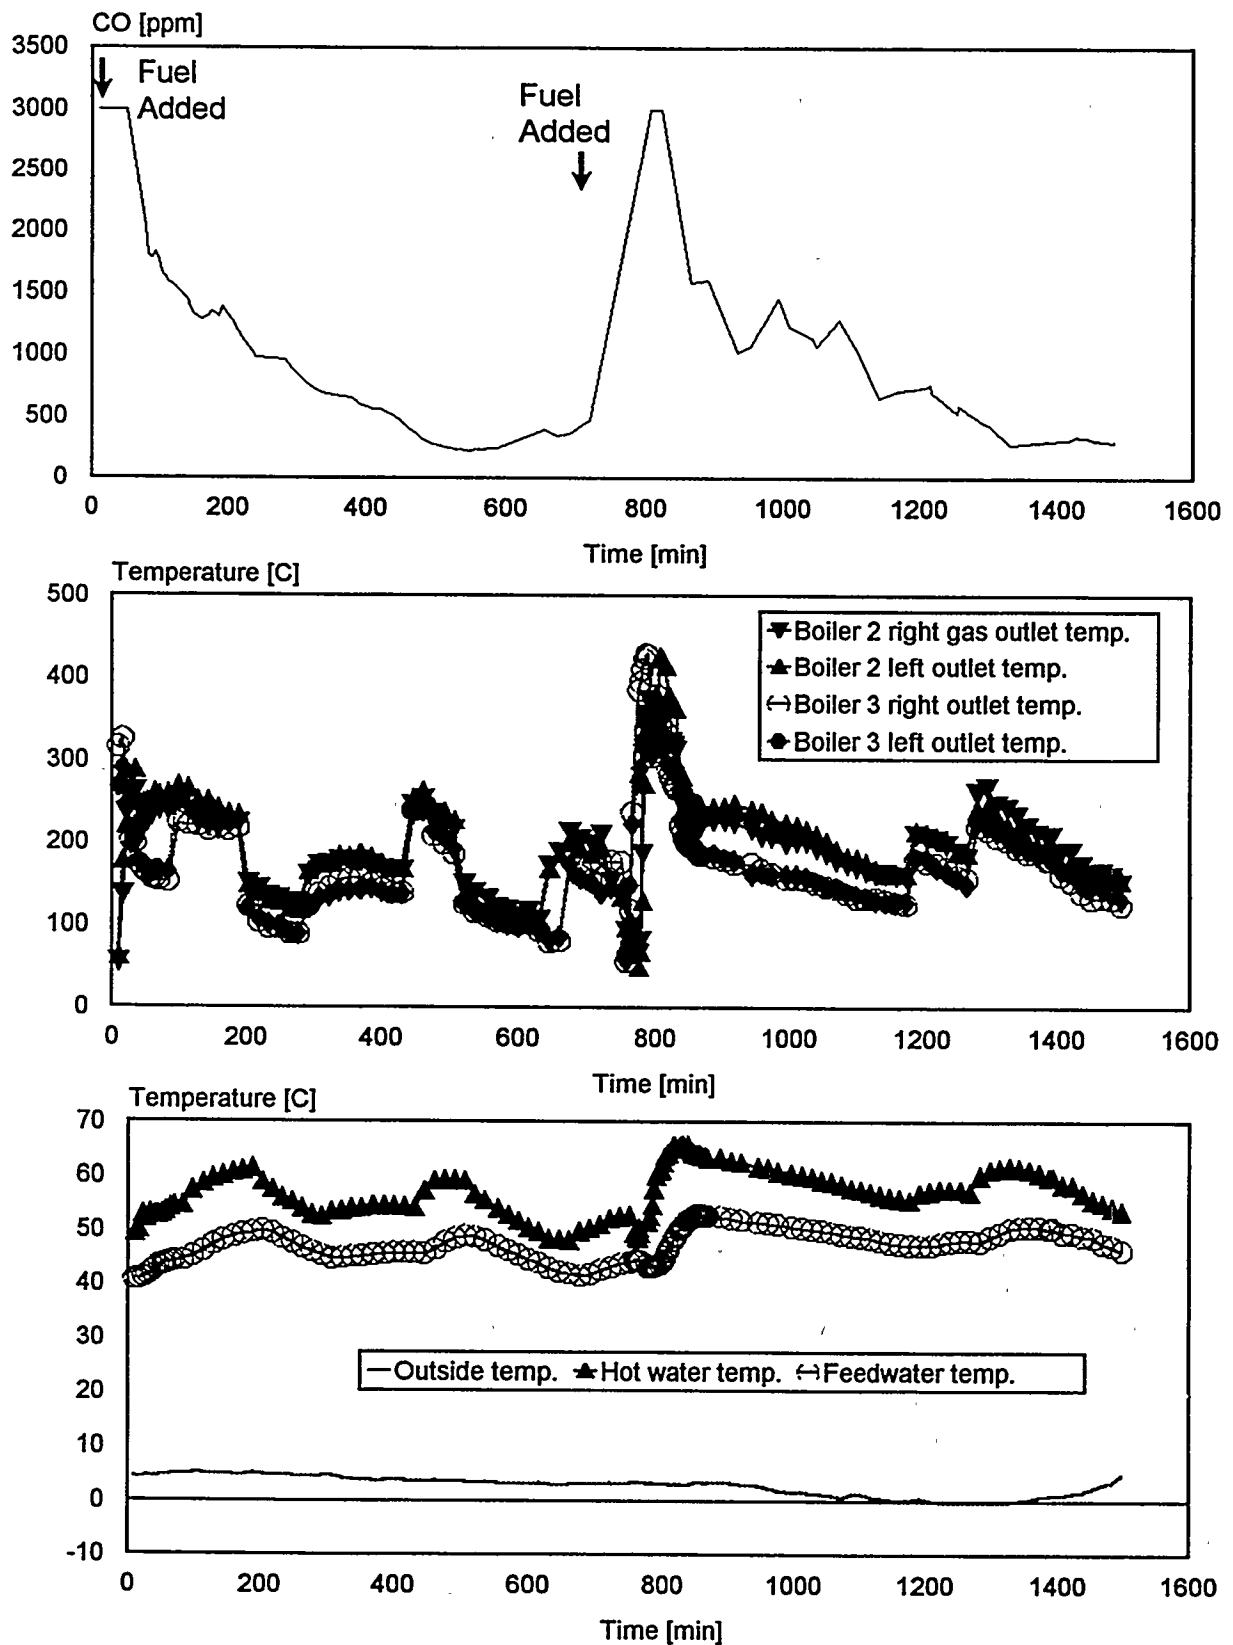 CO [ppm]
3500
3000
2500
2000
1500
1000
500
0
Fuel
Added
Fuel
Added
0 200 400 600 800 1000 1200 1400 1600
Time [min]
Temperature [C]
500
400
300
200
100
0
Boiler 2 right gas outlet temp.
Boiler 2 left outlet temp.
Boiler 3 right outlet temp.
Boiler 3 left outlet temp.
0 200 400 600 800 1000 1200 1400 1600
Time [min]
Temperature [C]
70
60
50
40
30
20
10
0
-10
Outside temp. Hot water temp. Feedwater temp.
0 200 400 600 800 1000 1200 1400 1600
Time [min]